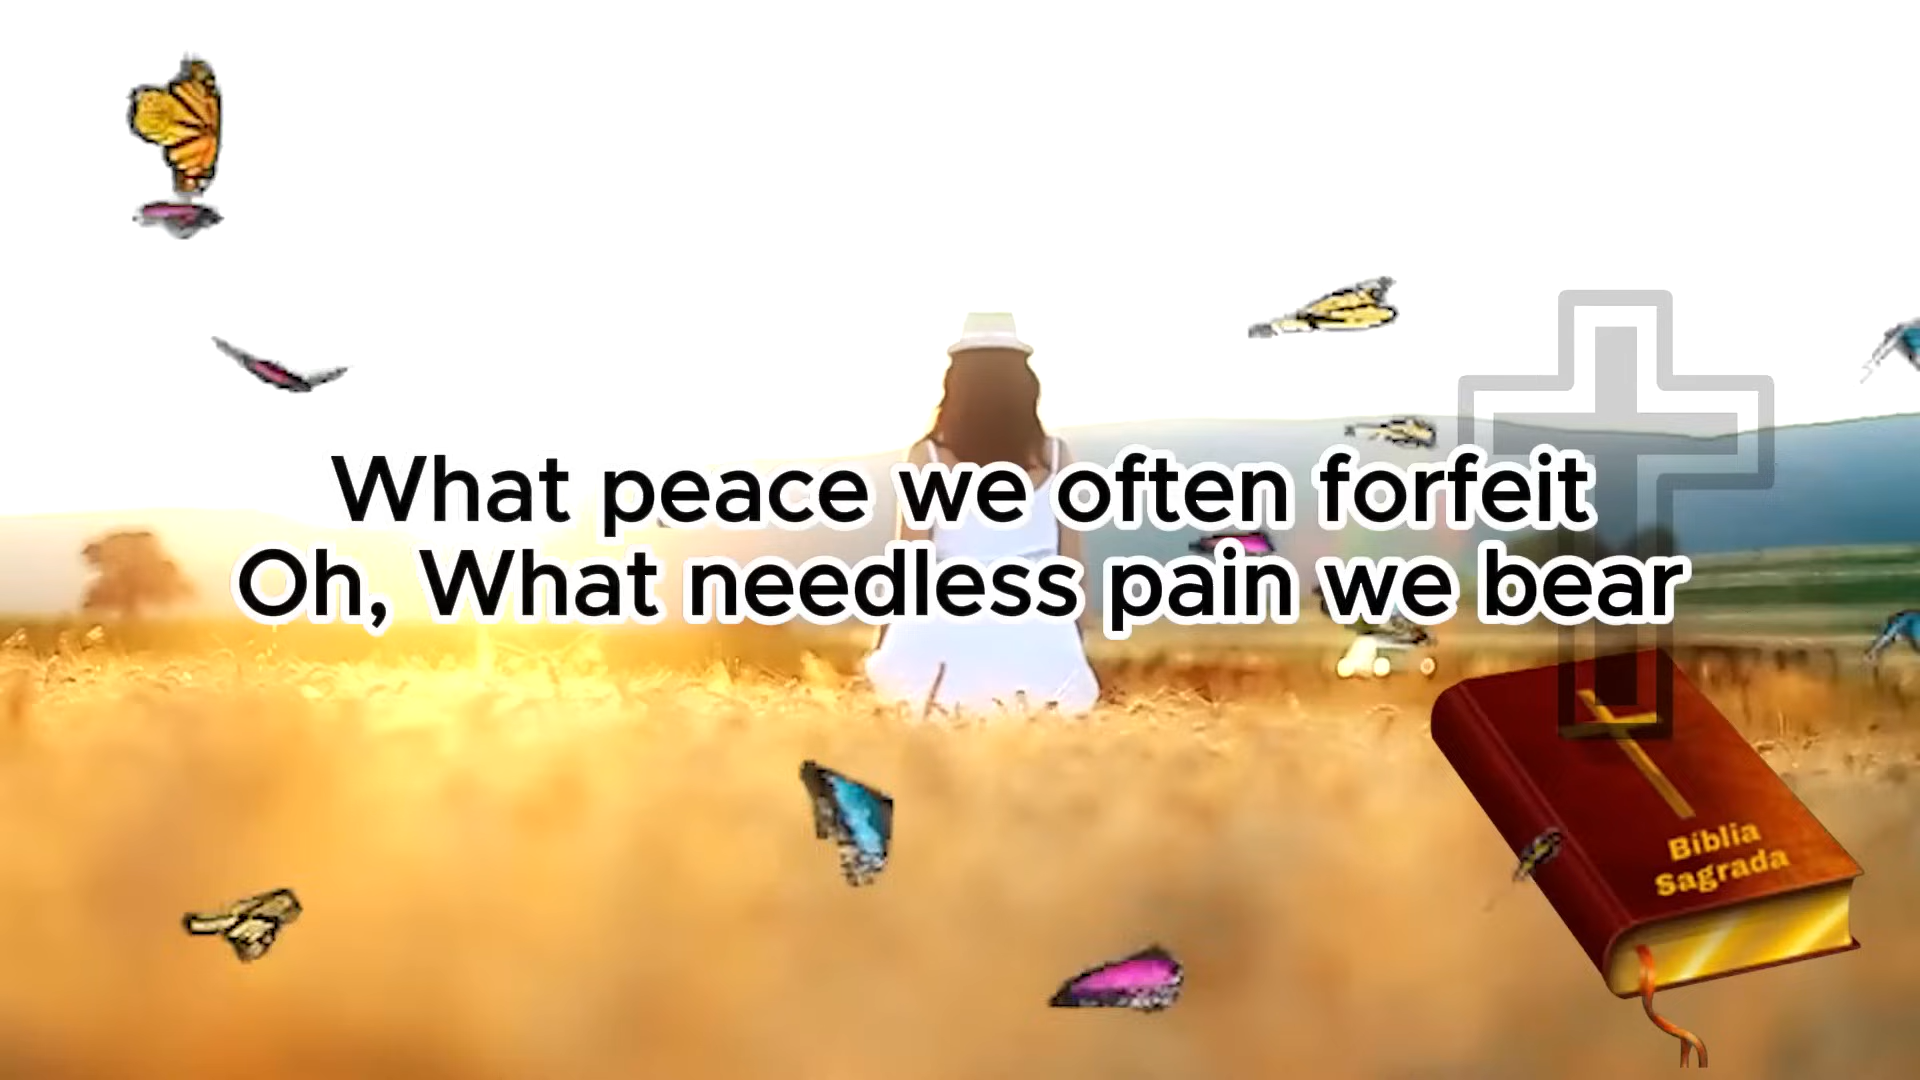 What peace we often forfeit
Oh, What needless pain we bear
Bíblia
Sagrada